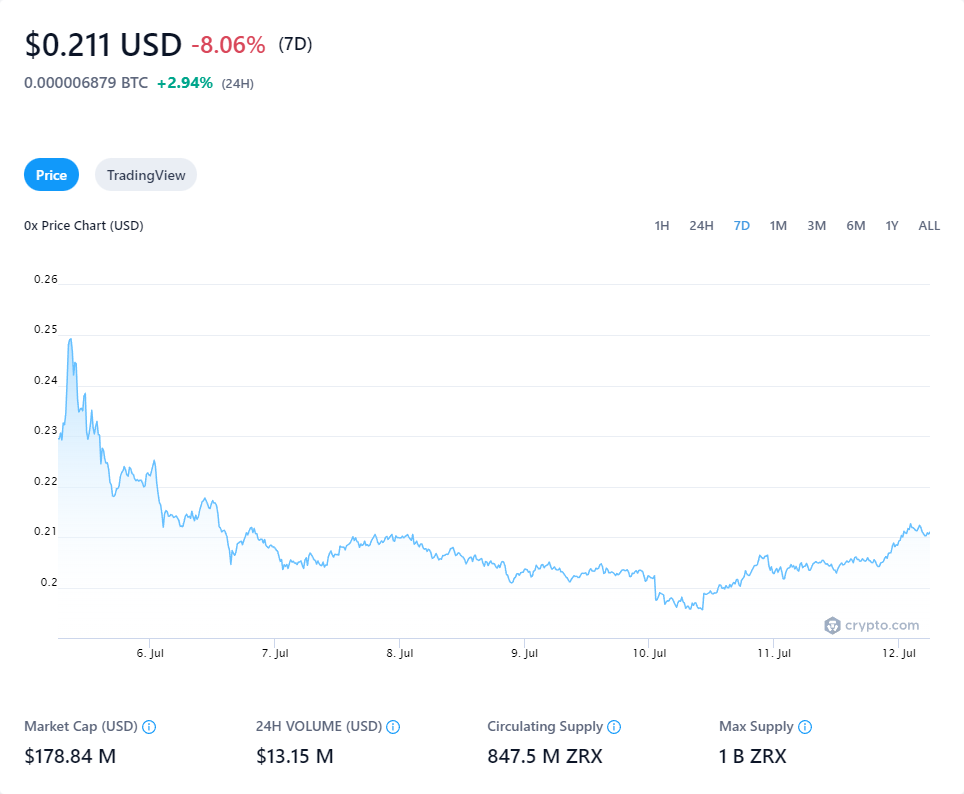 $0.211 USD -8.06% (7D)
0.000006879 BTC +2.94% (24H)
Price TradingView
0x Price Chart (USD) 1H 24H 7D 1M 3M 6M 1Y ALL
0.26
0.25
0.24
0.23
0.22
0.21
0.2
crypto.com
6. Jul 7. Jul 8. Jul 9. Jul 10. Jul 11. Jul 12. Jul
Market Cap (USD) 24H VOLUME (USD) Circulating Supply Max Supply
$178.84 M $13.15 M 847.5 M ZRX 1 B ZRX